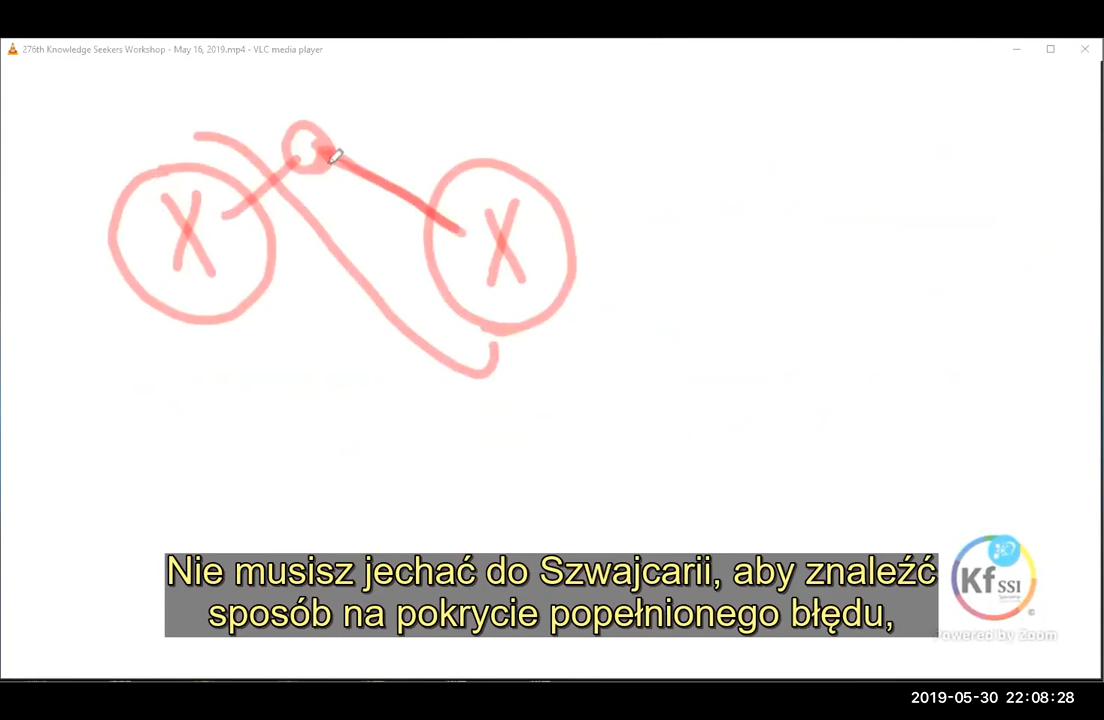 276th Knowledge Seekers Workshop - May 16, 2019.mp4 - VLC media player
X
X
Nie musisz jechać do Szwajcarii, aby znaleźć
sposób na pokrycie popełnionego błędu,
Kf SSI
Powered by Zoom
2019-05-30 22:08:28